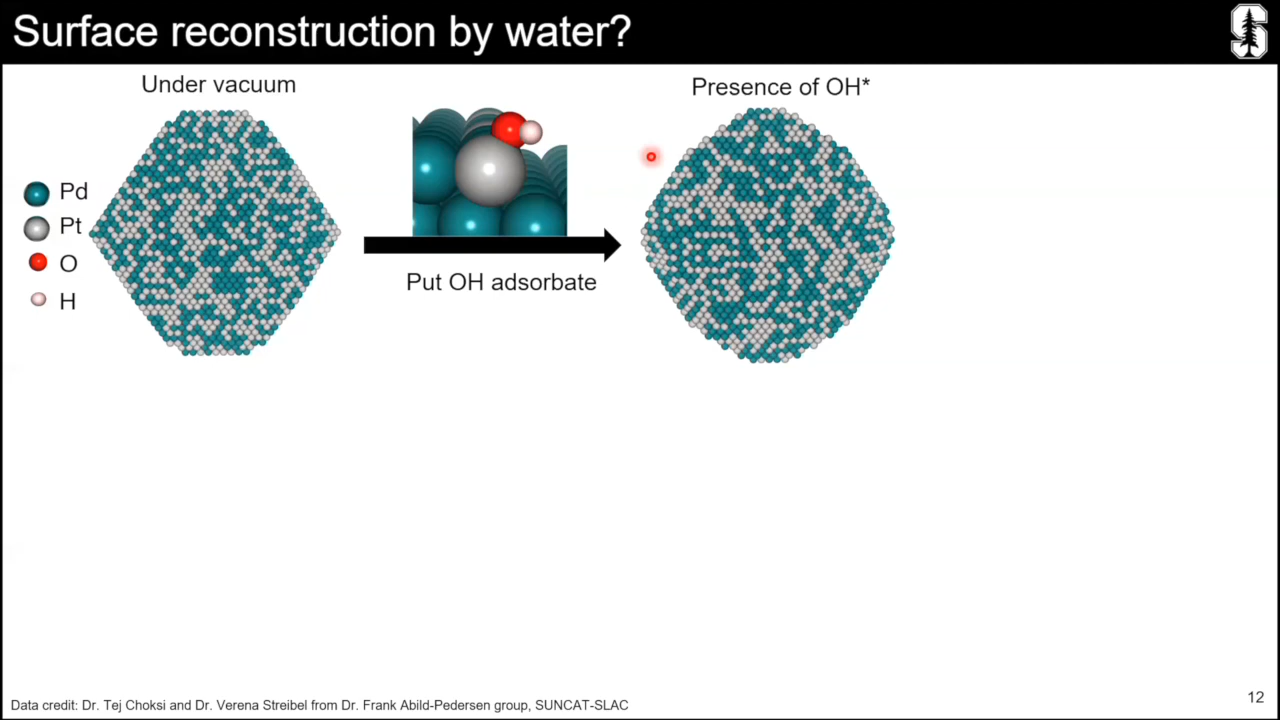 Surface reconstruction by water?
Under vacuum
Presence of OH*
Pd
Pt
O
H
Put OH adsorbate
Data credit: Dr. Tej Choksi and Dr. Verena Streibel from Dr. Frank Abild-Pedersen group, SUNCAT-SLAC
12